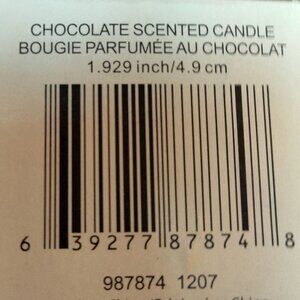 CHOCOLATE SCENTED CANDLE
BOUGIE PARFUMÉE AU CHOCOLAT
1.929 inch/4.9 cm
6 39277 87874 8
987874 1207